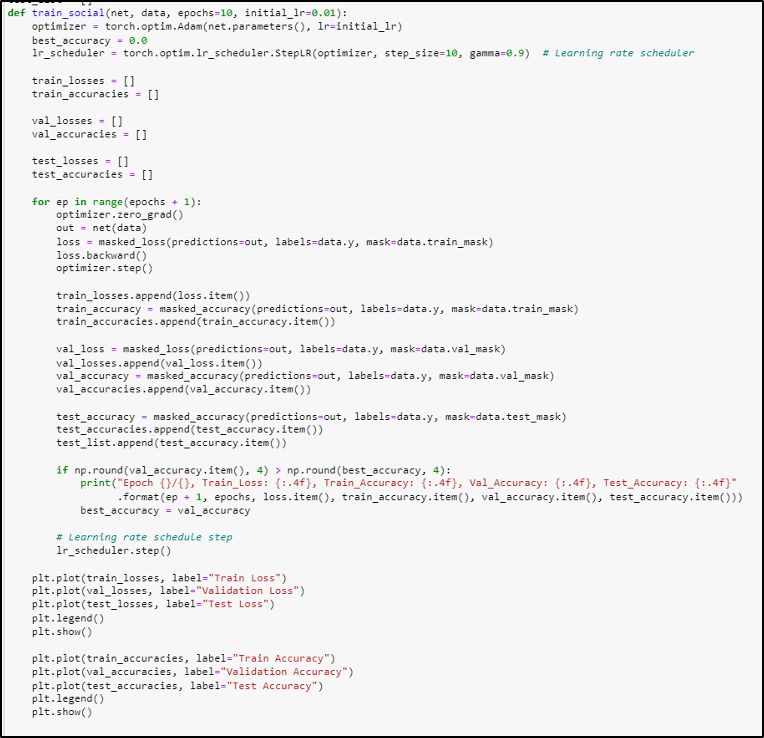 def train_social(net, data, epochs=10, initial_lr=0.01):
    optimizer = torch.optim.Adam(net.parameters(), lr=initial_lr)
    best_accuracy = 0.0
    lr_scheduler = torch.optim.lr_scheduler.StepLR(optimizer, step_size=10, gamma=0.9)  # Learning rate scheduler

    train_losses = []
    train_accuracies = []

    val_losses = []
    val_accuracies = []

    test_losses = []
    test_accuracies = []

    for ep in range(epochs + 1):
        optimizer.zero_grad()
        out = net(data)
        loss = masked_loss(predictions=out, labels=data.y, mask=data.train_mask)
        loss.backward()
        optimizer.step()

        train_losses.append(loss.item())
        train_accuracy = masked_accuracy(predictions=out, labels=data.y, mask=data.train_mask)
        train_accuracies.append(train_accuracy.item())

        val_loss = masked_loss(predictions=out, labels=data.y, mask=data.val_mask)
        val_losses.append(val_loss.item())
        val_accuracy = masked_accuracy(predictions=out, labels=data.y, mask=data.val_mask)
        val_accuracies.append(val_accuracy.item())

        test_accuracy = masked_accuracy(predictions=out, labels=data.y, mask=data.test_mask)
        test_accuracies.append(test_accuracy.item())
        test_list.append(test_accuracy.item())

        if np.round(val_accuracy.item(), 4) > np.round(best_accuracy, 4):
            print("Epoch {}/{}, Train_Loss: {:.4f}, Train_Accuracy: {:.4f}, Val_Accuracy: {:.4f}, Test_Accuracy: {:.4f}"
                  .format(ep + 1, epochs, loss.item(), train_accuracy.item(), val_accuracy.item(), test_accuracy.item()))
            best_accuracy = val_accuracy

        # Learning rate schedule step
        lr_scheduler.step()

    plt.plot(train_losses, label="Train Loss")
    plt.plot(val_losses, label="Validation Loss")
    plt.plot(test_losses, label="Test Loss")
    plt.legend()
    plt.show()

    plt.plot(train_accuracies, label="Train Accuracy")
    plt.plot(val_accuracies, label="Validation Accuracy")
    plt.plot(test_accuracies, label="Test Accuracy")
    plt.legend()
    plt.show()